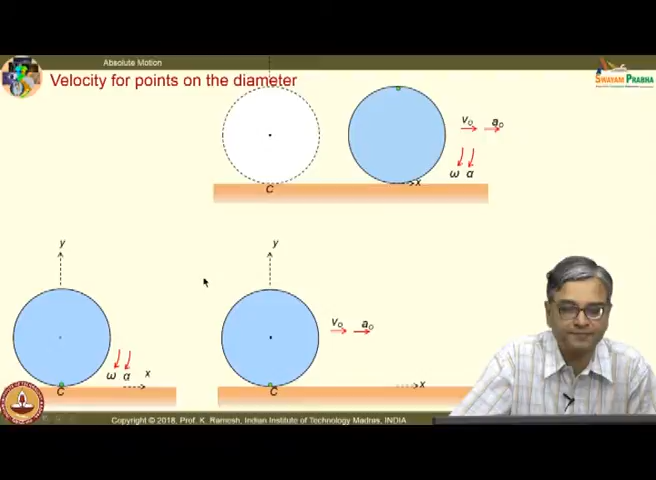 Absolute Motion
Velocity for points on the diameter
SWAYAM PRABHA
v₀ a₀
ω α
x
C
y
y
v₀ a₀
ω α
x
x
C
C
Copyright © 2018, Prof. K. Ramesh, Indian Institute of Technology Madras, INDIA